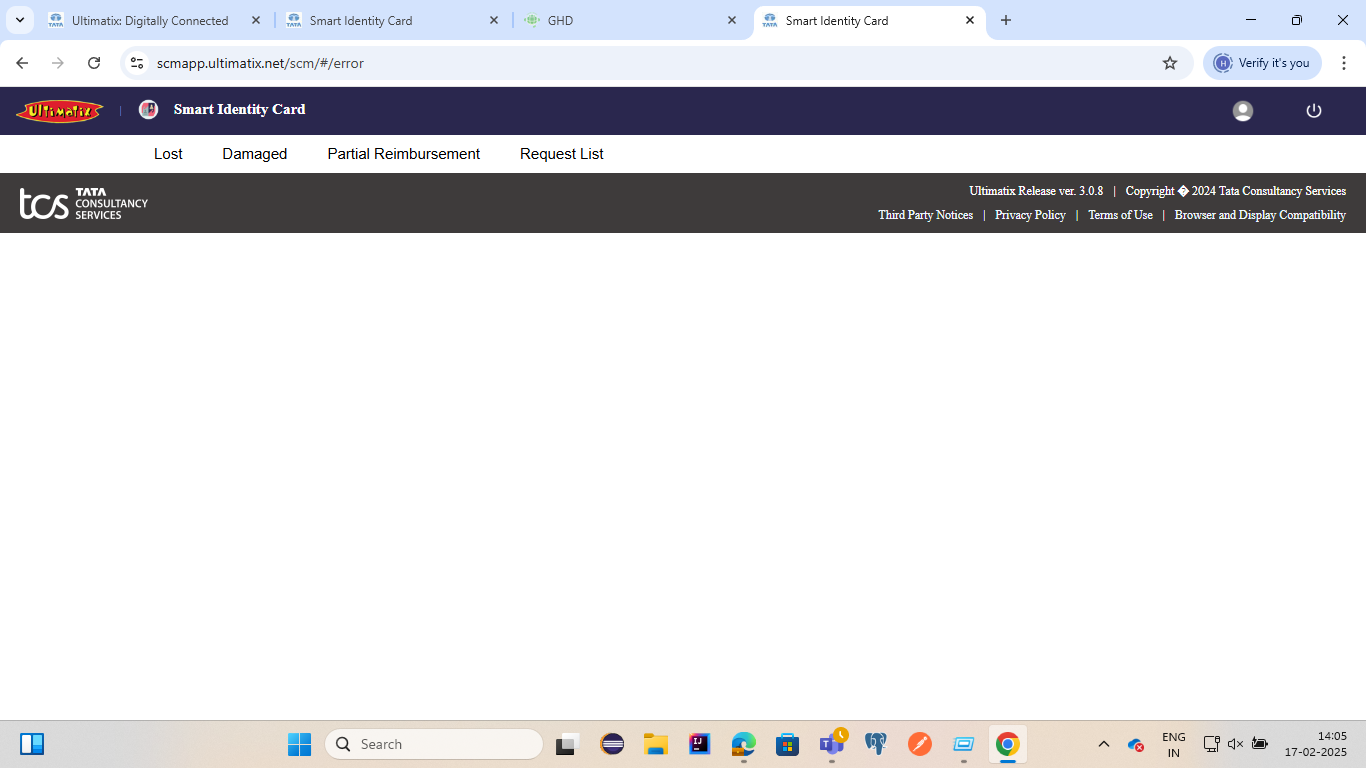 Ultimatix: Digitally Connected
Smart Identity Card
GHD
Smart Identity Card
scmapp.ultimatix.net/scm/#/error
H
Verify it's you
Ultimatix | Smart Identity Card
Lost
Damaged
Partial Reimbursement
Request List
tcs TATA
CONSULTANCY
SERVICES
Ultimatix Release ver. 3.0.8 | Copyright � 2024 Tata Consultancy Services
Third Party Notices | Privacy Policy | Terms of Use | Browser and Display Compatibility
Search
ENG
IN
14:05
17-02-2025